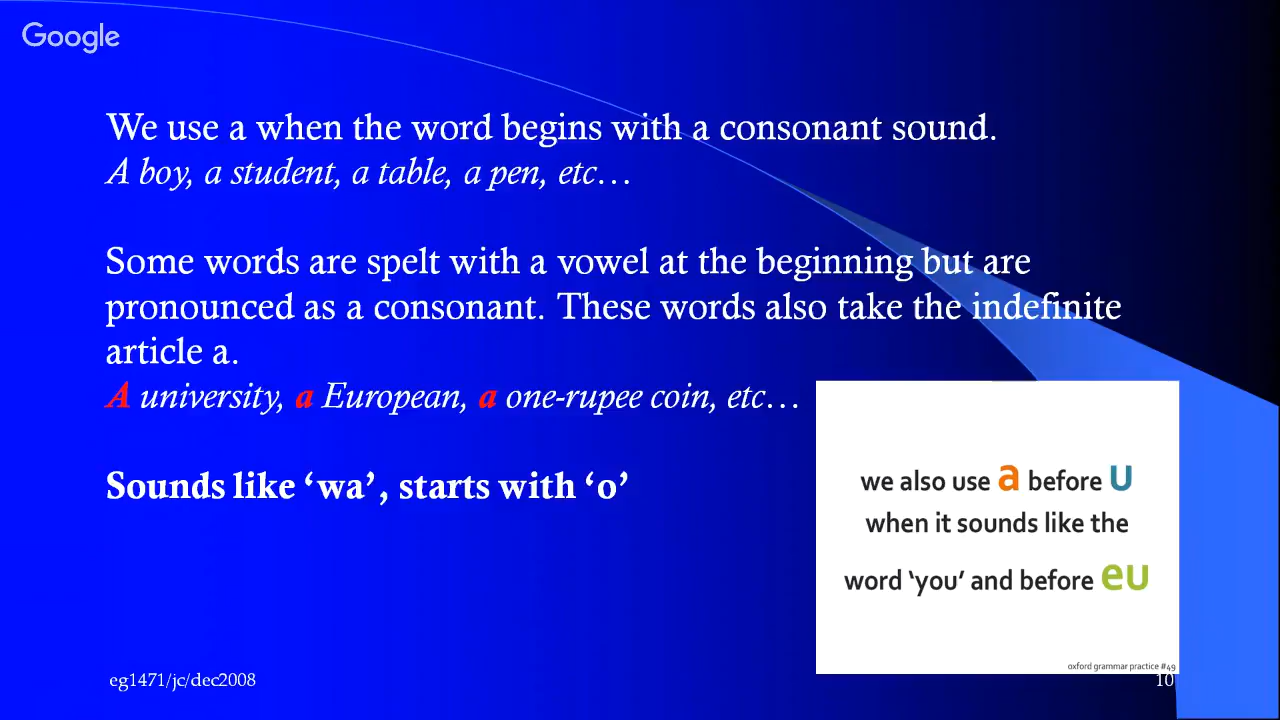 Google
We use a when the word begins with a consonant sound.
A boy, a student, a table, a pen, etc…
Some words are spelt with a vowel at the beginning but are
pronounced as a consonant. These words also take the indefinite
article a.
A university, a European, a one-rupee coin, etc…
Sounds like ‘wa’, starts with ‘o’
we also use a before U
when it sounds like the
word ‘you’ and before eu
oxford grammar practice #49
eg1471/jc/dec2008
10